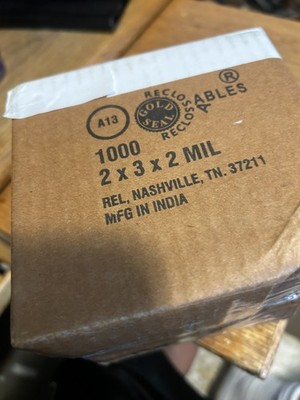 A13
GOLD SEAL
RECLOSABLES®
RECLOSABLES
1000
2 x 3 x 2 MIL
REL, NASHVILLE, TN. 37211
MFG IN INDIA